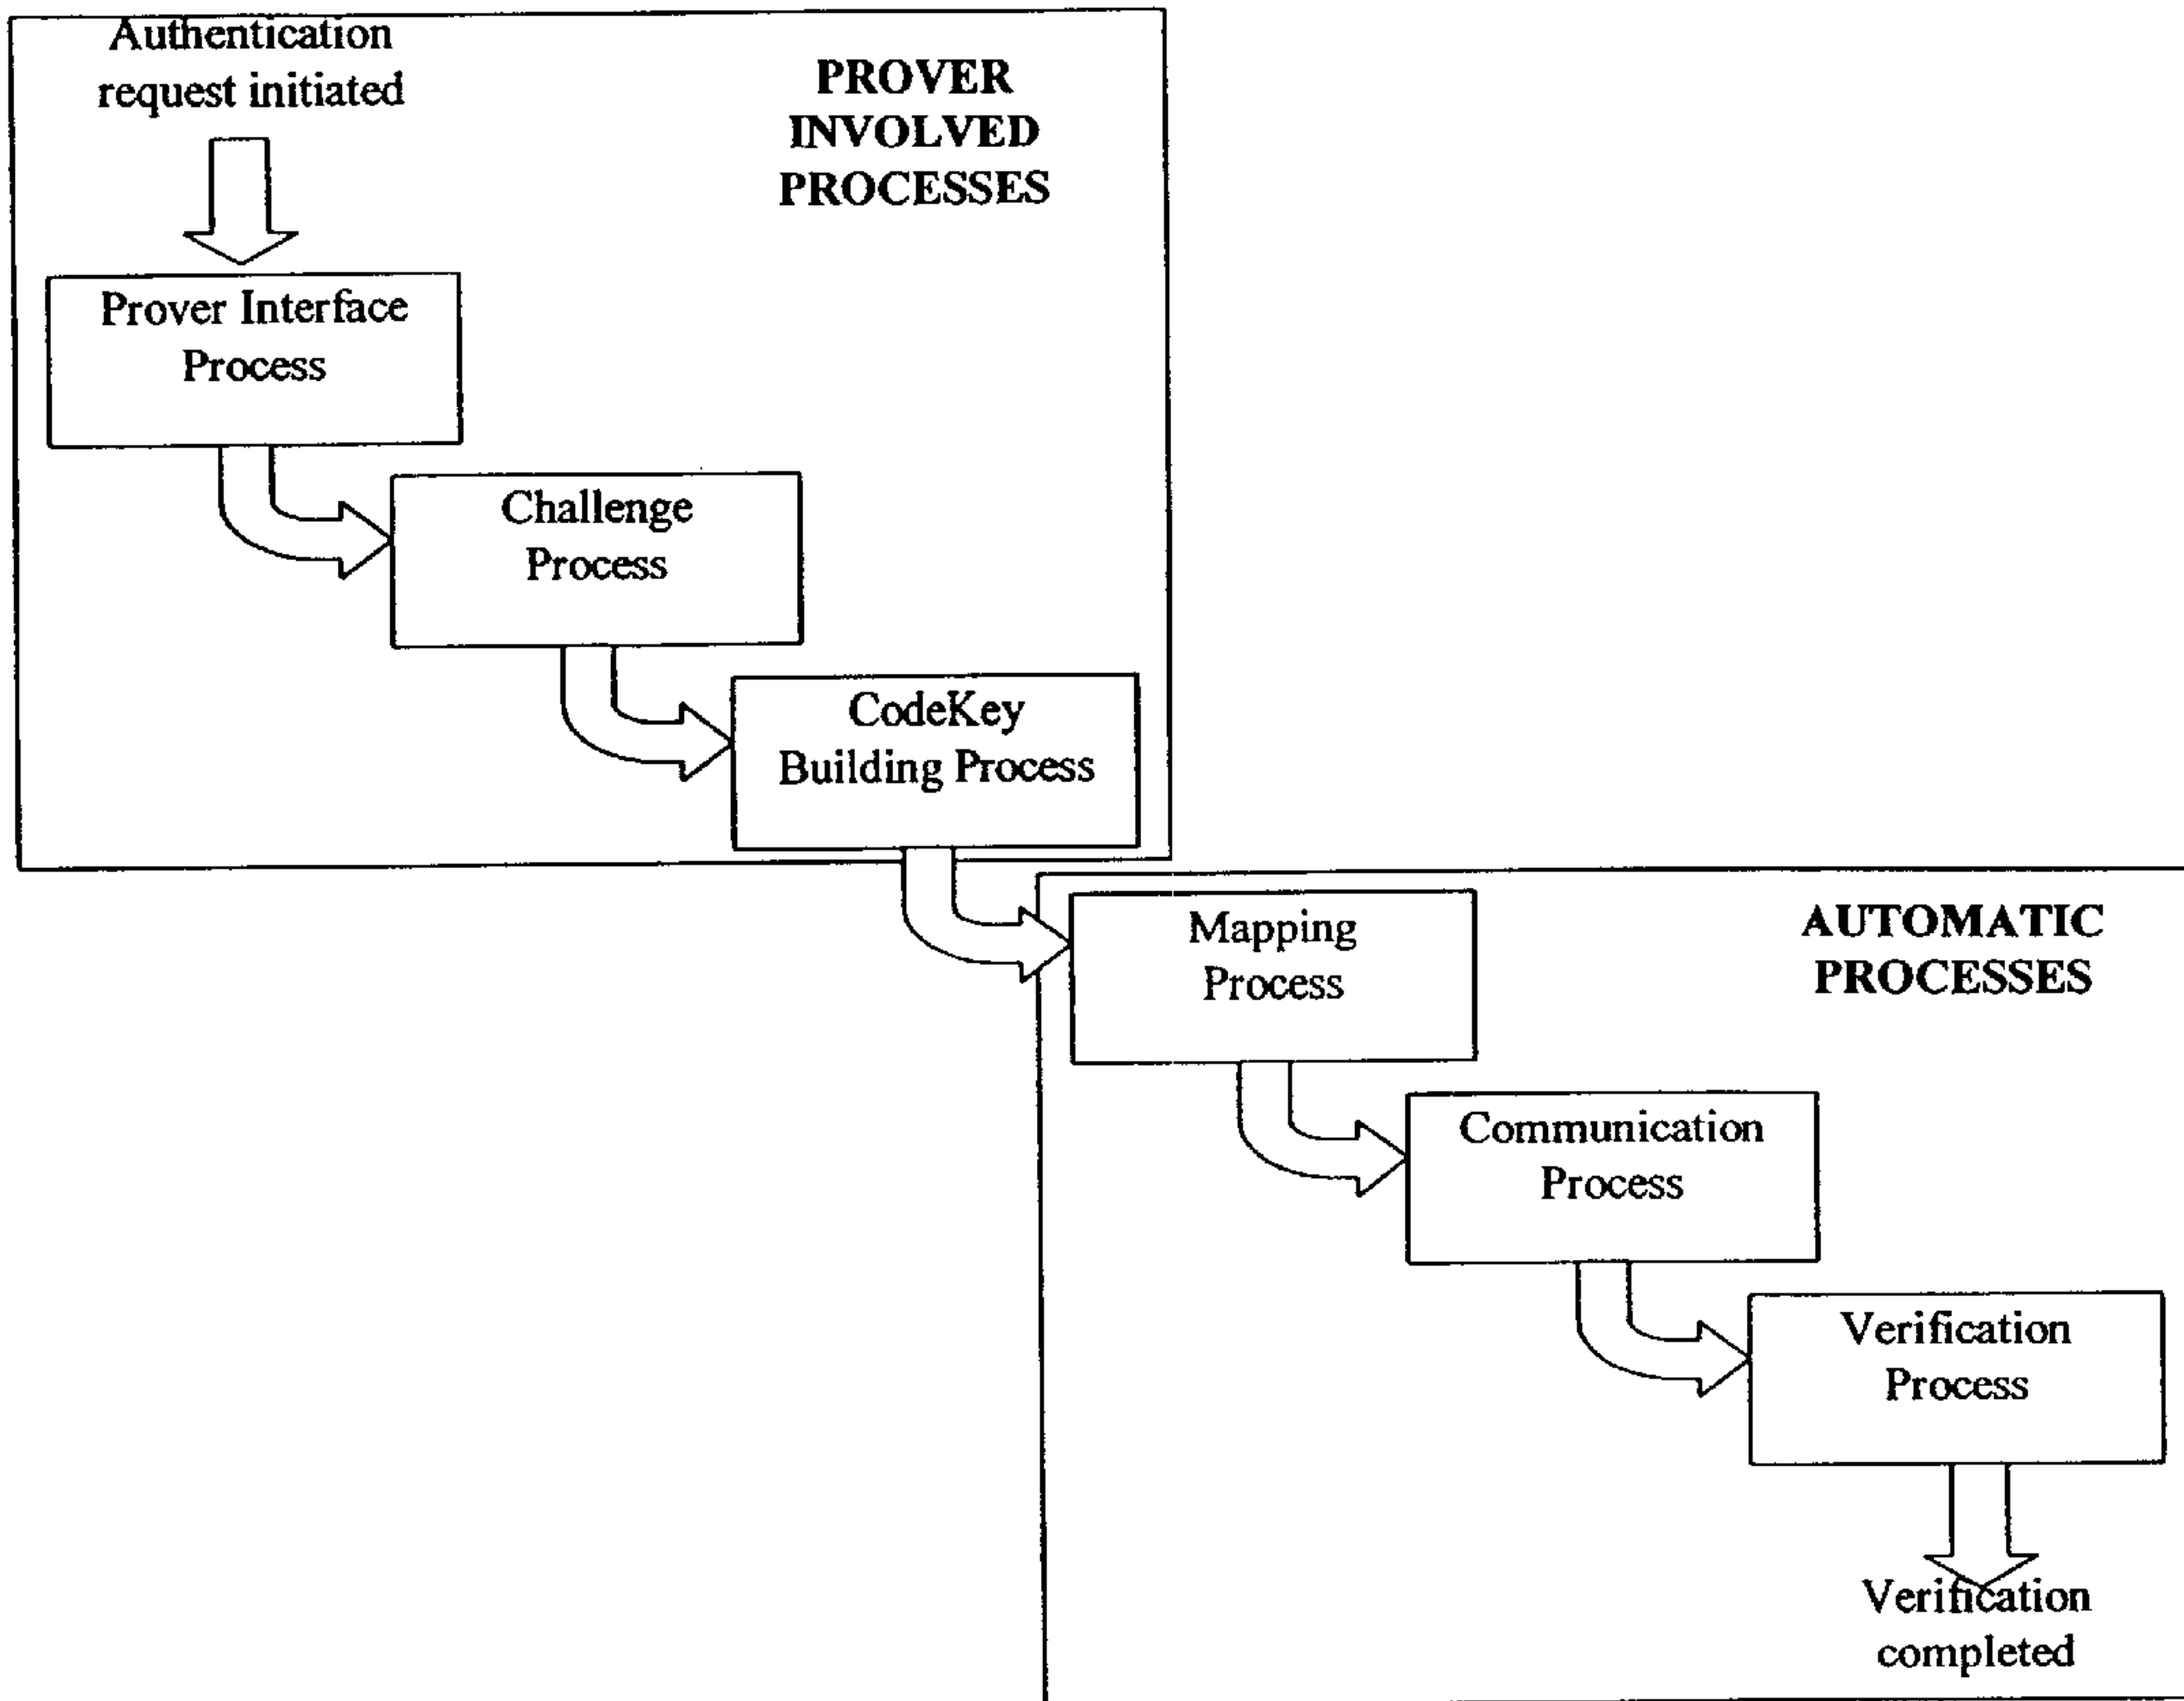 Authentication
request initiated
PROVER
INVOLVED
PROCESSES
Prover Interface
Process
Challenge
Process
CodeKey
Building Process
Mapping
Process
AUTOMATIC
PROCESSES
Communication
Process
Verification
Process
Verification
completed